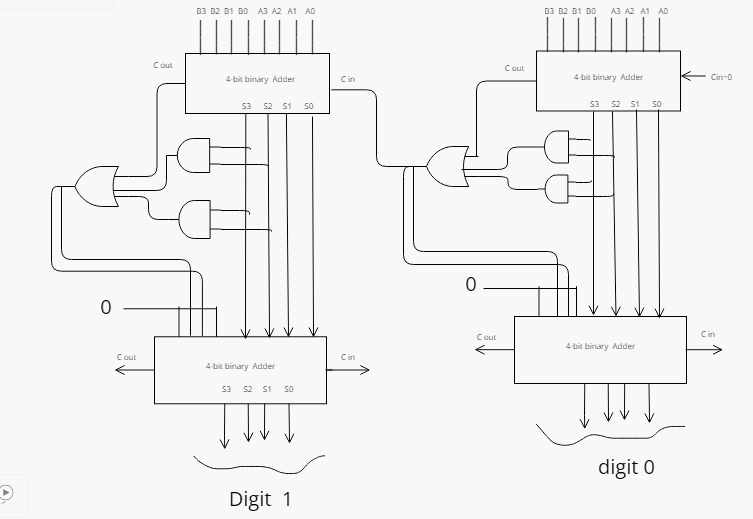 B3 B2 B1 B0 A3 A2 A1 A0
B3 B2 B1 B0 A3 A2 A1 A0
C out
4-bit binary Adder
C in
S3 S2 S1 S0
C out
4-bit binary Adder
Cin=0
S3 S2 S1 S0
0
0
C out
4-bit binary Adder
C in
S3 S2 S1 S0
C out
4-bit binary Adder
C in
Digit 1
digit 0